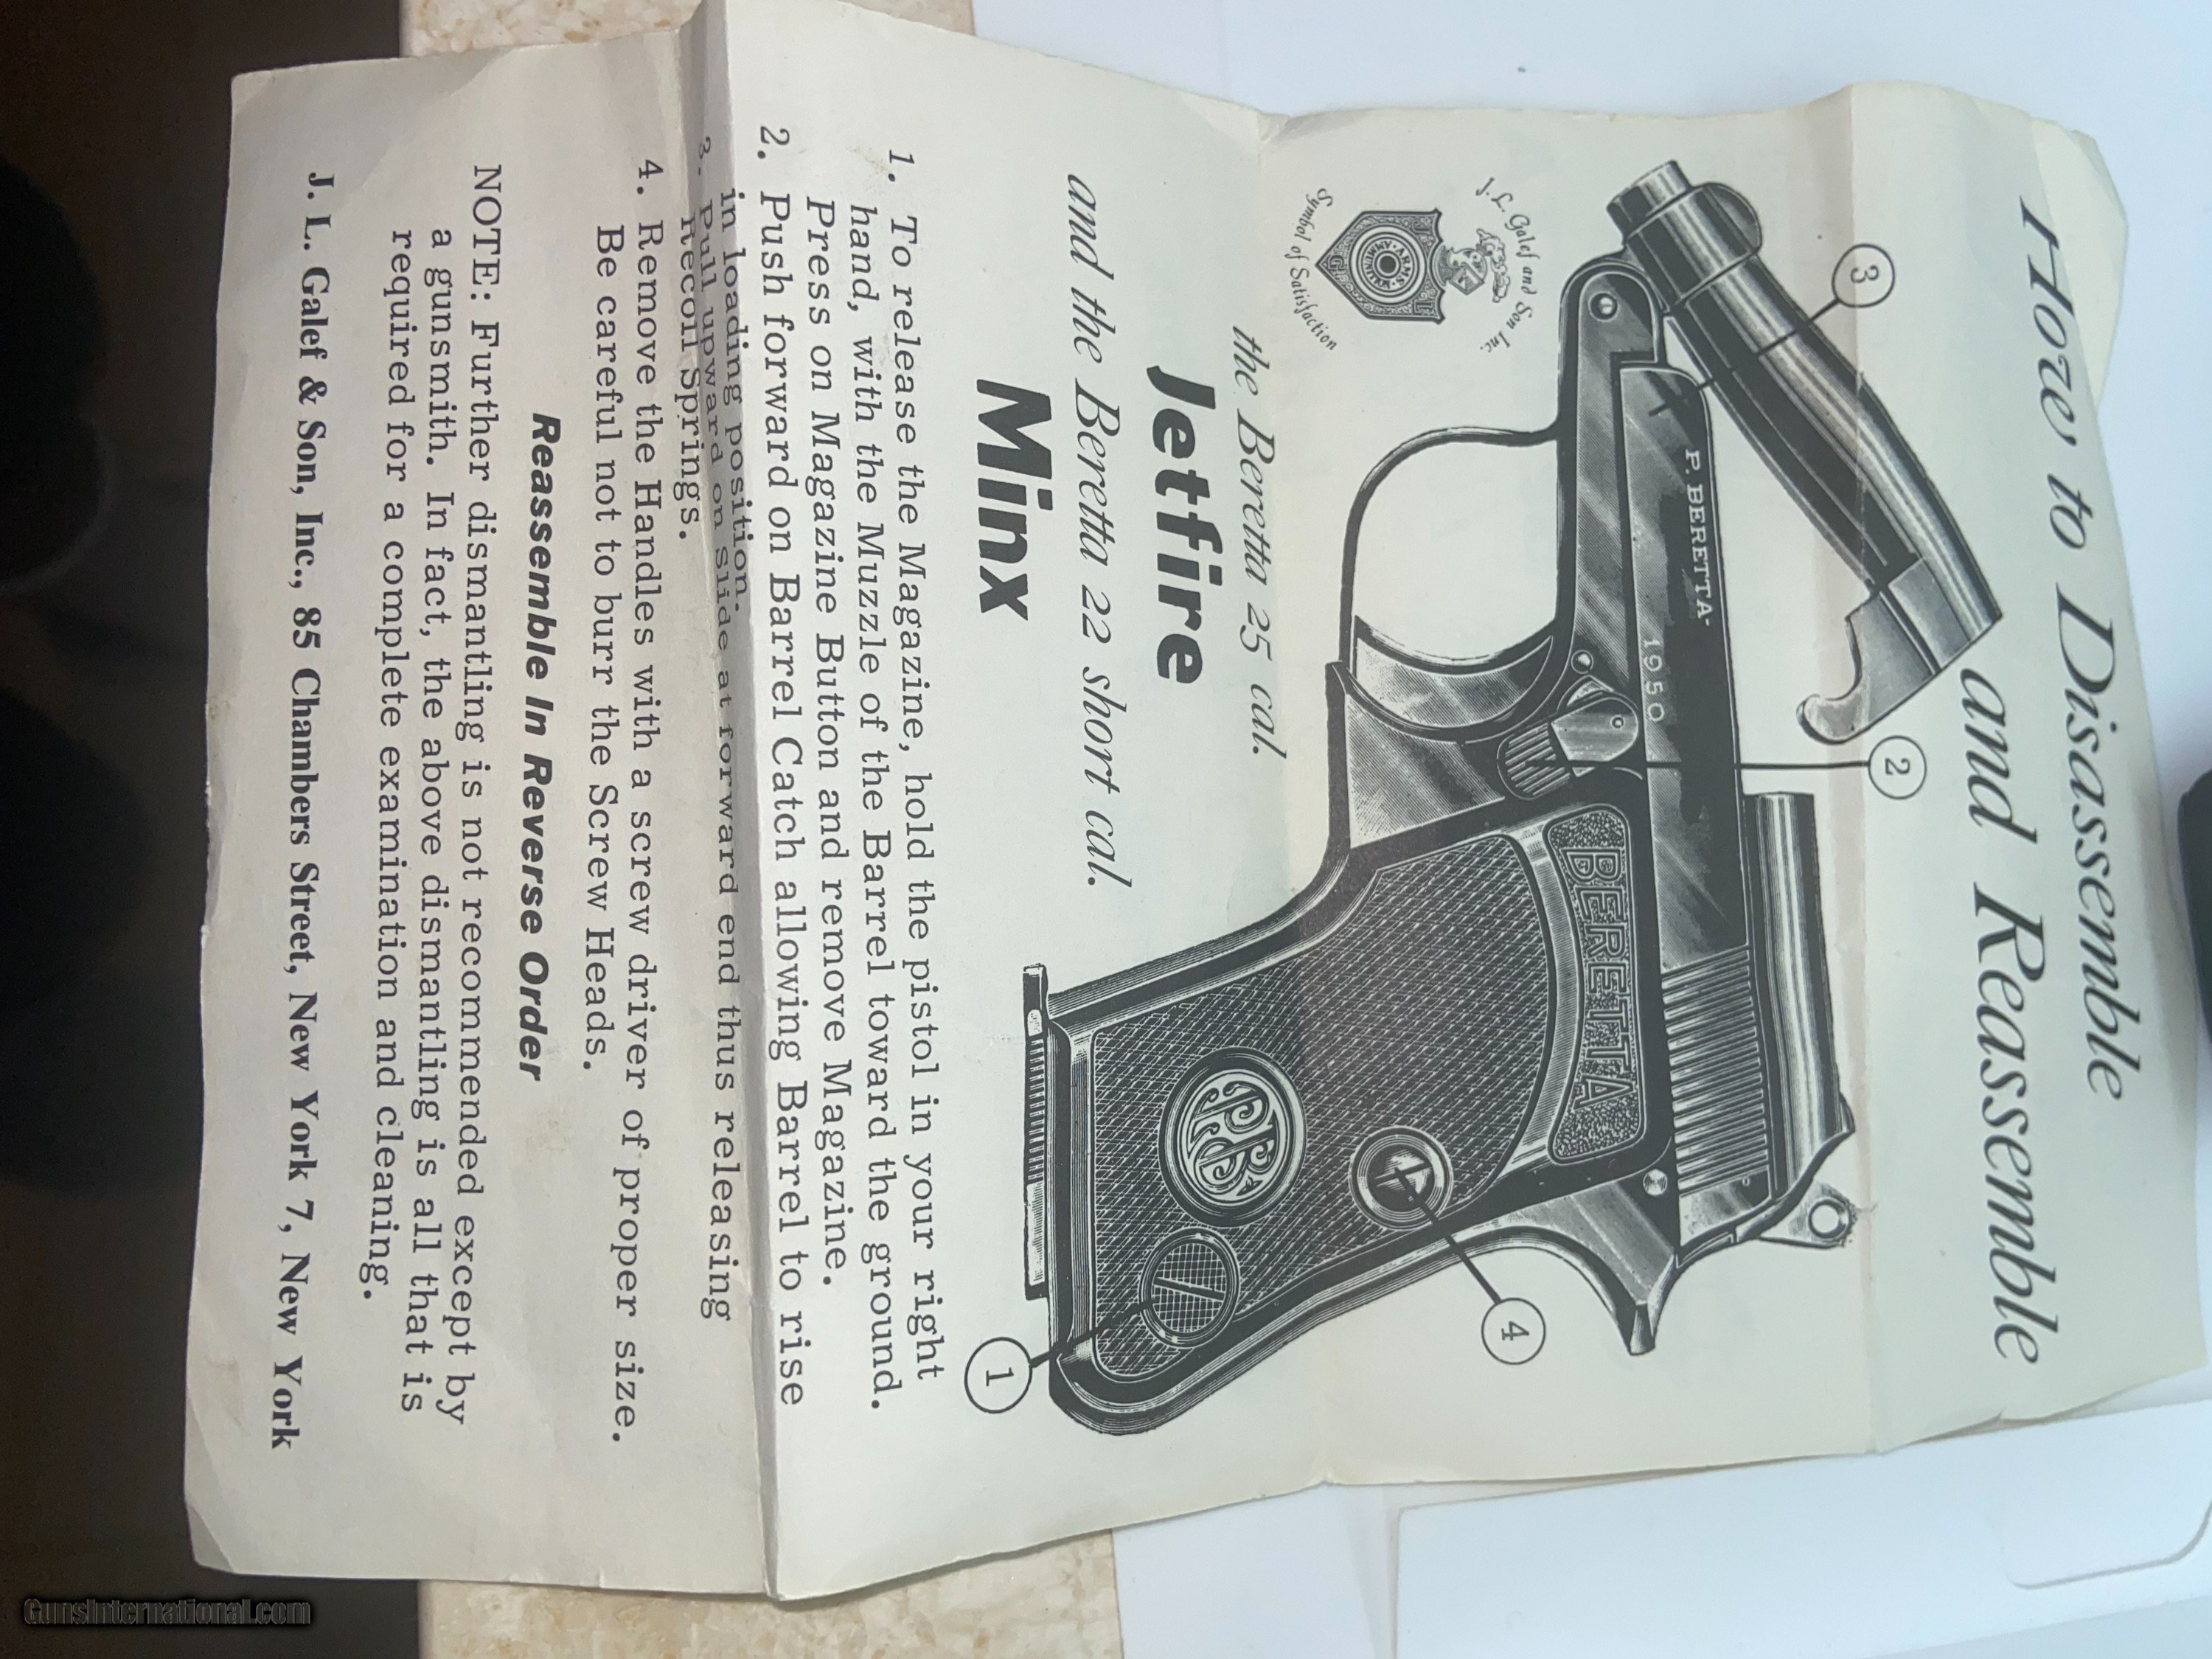 How to Disassemble
and Reassemble
3
2
P. BERETTA-
1950
BERETTA
PB
4
1
J. L. Galef and Son Inc.
ARMS
AMMUNITION
Symbol of Satisfaction
the Beretta 25 cal.
Jetfire
and the Beretta 22 short cal.
Minx
1. To release the Magazine, hold the pistol in your right
hand, with the Muzzle of the Barrel toward the ground.
Press on Magazine Button and remove Magazine.
2. Push forward on Barrel Catch allowing Barrel to rise
in loading position.
3. Pull upward on Slide at forward end thus releasing
Recoil Springs.
4. Remove the Handles with a screw driver of proper size.
Be careful not to burr the Screw Heads.
Reassemble In Reverse Order
NOTE: Further dismantling is not recommended except by
a gunsmith. In fact, the above dismantling is all that is
required for a complete examination and cleaning.
J. L. Galef & Son, Inc., 85 Chambers Street, New York 7, New York
GunsInternational.com